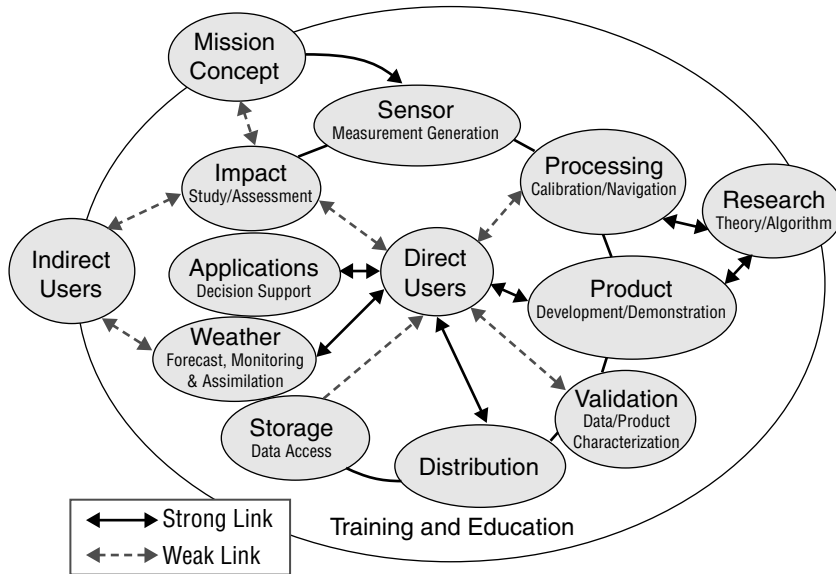 Mission
Concept
Sensor
Measurement Generation
Impact
Study/Assessment
Processing
Calibration/Navigation
Research
Theory/Algorithm
Indirect
Users
Applications
Decision Support
Direct
Users
Product
Development/Demonstration
Weather
Forecast, Monitoring
& Assimilation
Validation
Data/Product
Characterization
Storage
Data Access
Distribution
Strong Link
Weak Link
Training and Education